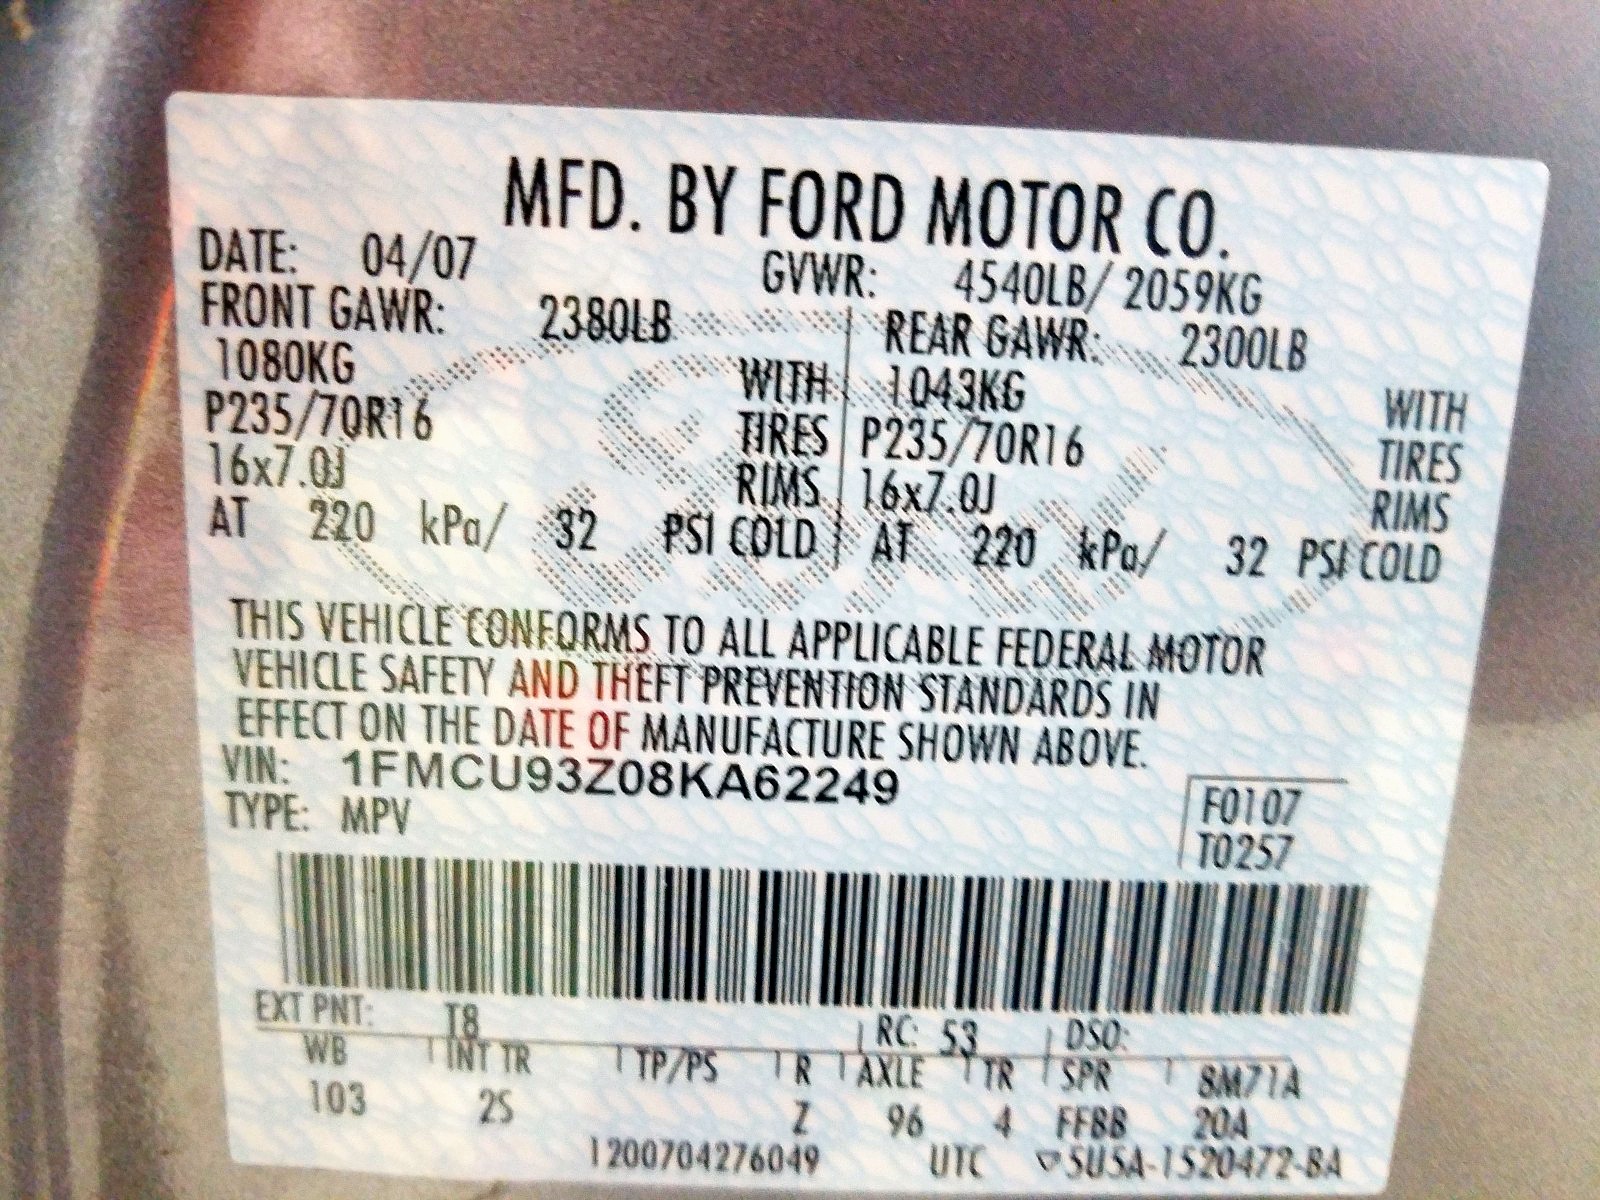 MFD. BY FORD MOTOR CO.
DATE: 04/07 GVWR: 4540LB/ 2059KG
FRONT GAWR: 2380LB REAR GAWR: 2300LB
1080KG WITH 1043KG WITH
P235/70R16 TIRES P235/70R16 TIRES
16x7.0J RIMS 16x7.0J RIMS
AT 220 kPa/ 32 PSI COLD AT 220 kPa/ 32 PSI COLD
THIS VEHICLE CONFORMS TO ALL APPLICABLE FEDERAL MOTOR
VEHICLE SAFETY AND THEFT PREVENTION STANDARDS IN
EFFECT ON THE DATE OF MANUFACTURE SHOWN ABOVE.
VIN: 1FMCU93Z08KA62249
TYPE: MPV
F0107
T0257
EXT PNT: T8 RC: 53 DSO:
WB INT TR TP/PS R AXLE TR SPR 8M71A
103 2S Z 96 4 FFBB 20A
1200704276049 UTC 5U5A-1520472-BA